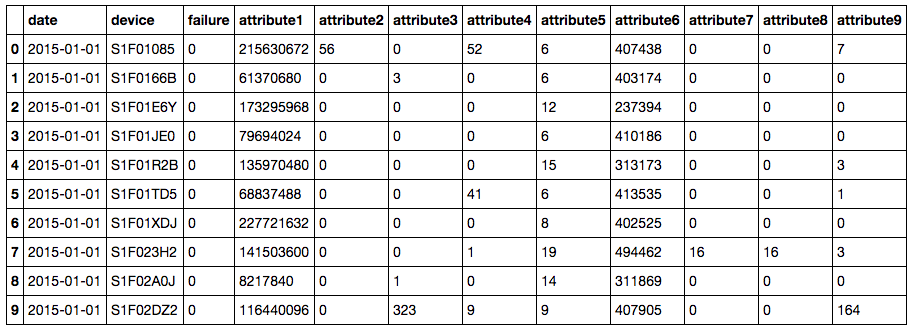 date device failure attribute1 attribute2 attribute3 attribute4 attribute5 attribute6 attribute7 attribute8 attribute9
0 2015-01-01 S1F01085 0 215630672 56 0 52 6 407438 0 0 7
1 2015-01-01 S1F0166B 0 61370680 0 3 0 6 403174 0 0 0
2 2015-01-01 S1F01E6Y 0 173295968 0 0 0 12 237394 0 0 0
3 2015-01-01 S1F01JE0 0 79694024 0 0 0 6 410186 0 0 0
4 2015-01-01 S1F01R2B 0 135970480 0 0 0 15 313173 0 0 3
5 2015-01-01 S1F01TD5 0 68837488 0 0 41 6 413535 0 0 1
6 2015-01-01 S1F01XDJ 0 227721632 0 0 0 8 402525 0 0 0
7 2015-01-01 S1F023H2 0 141503600 0 0 1 19 494462 16 16 3
8 2015-01-01 S1F02A0J 0 8217840 0 1 0 14 311869 0 0 0
9 2015-01-01 S1F02DZ2 0 116440096 0 323 9 9 407905 0 0 164